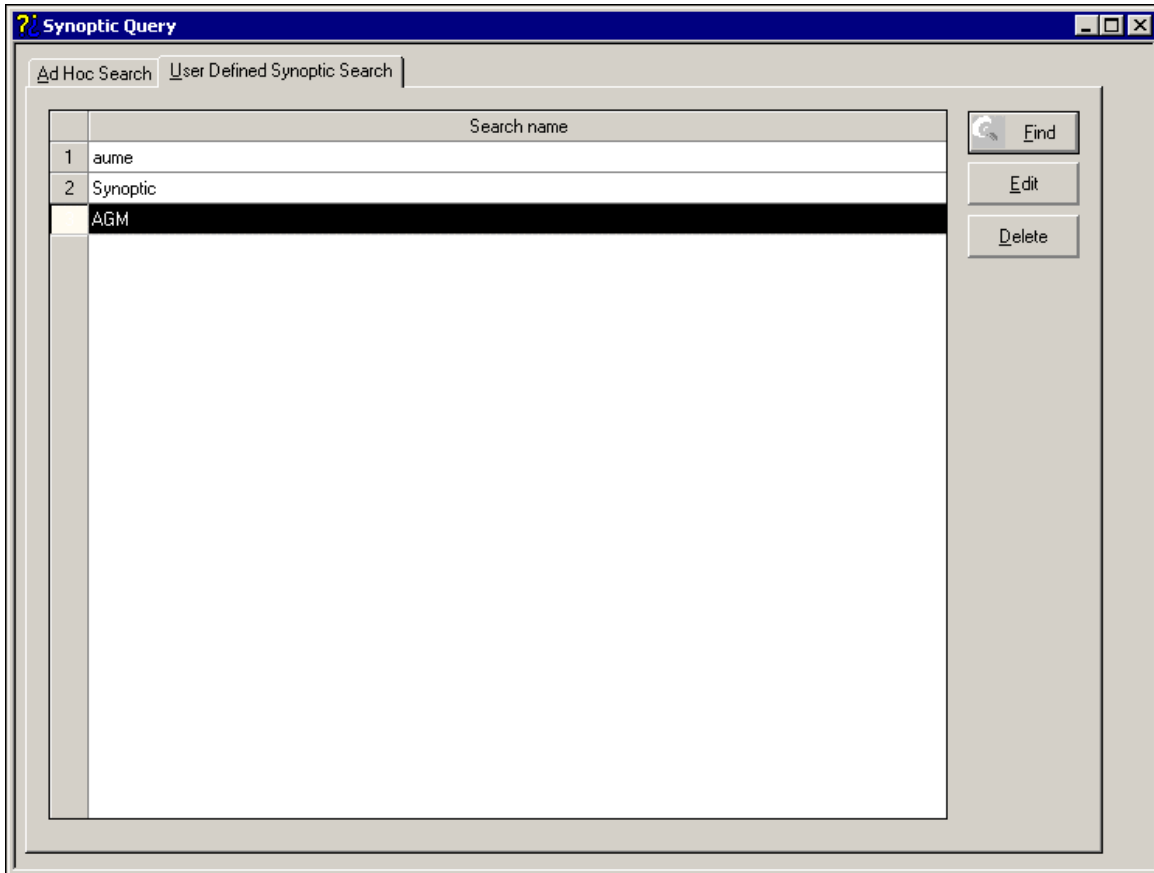 Synoptic Query
Ad Hoc Search User Defined Synoptic Search
Search name
Find
1 aume
2 Synoptic
Edit
AGM
Delete